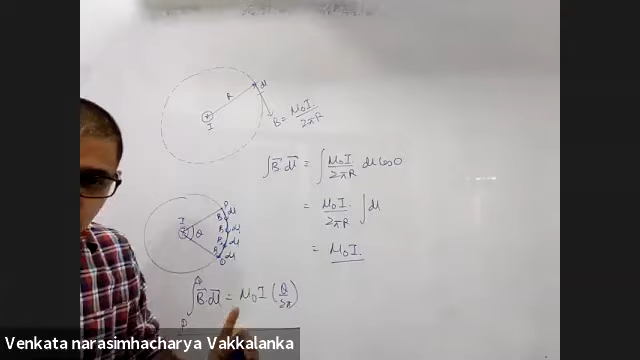 R
dl
I
B = μ₀I / 2πR
∫B⃗.dl⃗ = ∫ μ₀I / 2πR dl cos0
= μ₀I / 2πR ∫dl
= μ₀I
P
B dl
I
B dl
θ
dl
B
Q dl
∫B⃗.dl⃗ = μ₀I (θ / 2π)
P
Venkata narasimhacharya Vakkalanka